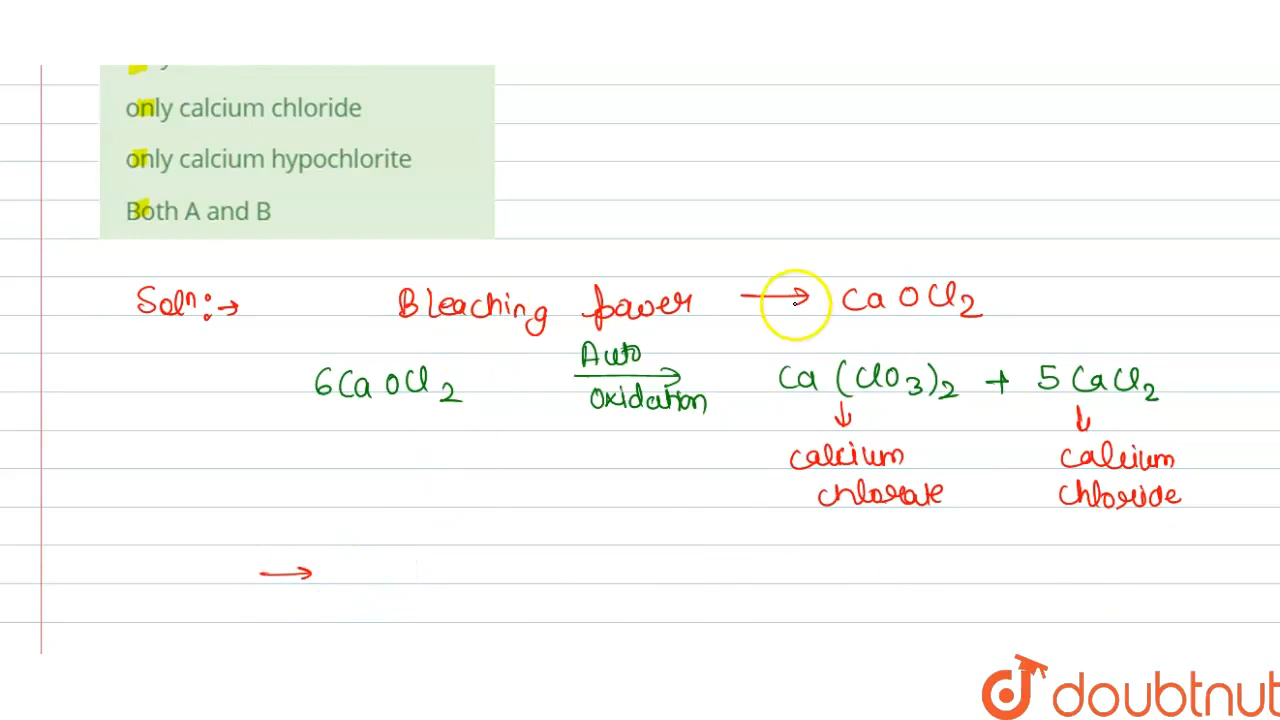 only calcium chloride
only calcium hypochlorite
Both A and B
Soln:→ Bleaching power → CaOCl2
6CaOCl2 Auto Oxidation → Ca(ClO3)2 + 5CaCl2
↓ ↓
calcium chlorate calcium chloride
→
doubtnut